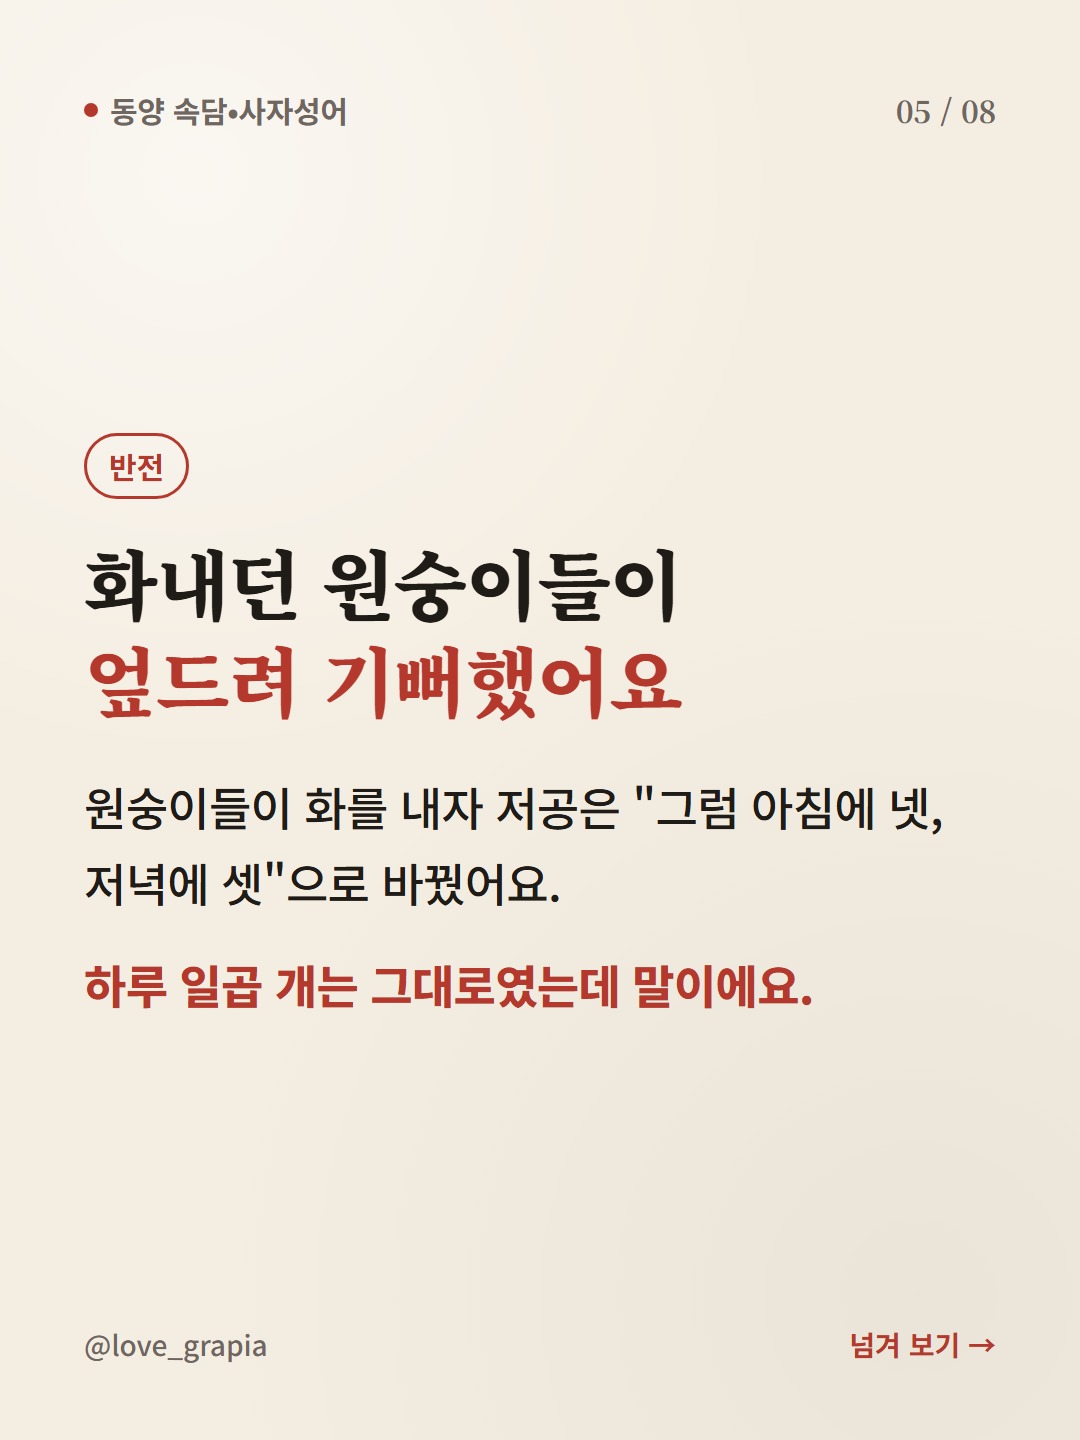 동양 속담•사자성어
05 / 08
반전
화내던 원숭이들이
엎드려 기뻐했어요
원숭이들이 화를 내자 저공은 "그럼 아침에 넷,
저녁에 셋"으로 바꿨어요.
하루 일곱 개는 그대로였는데 말이에요.
@love_grapia
넘겨 보기 →